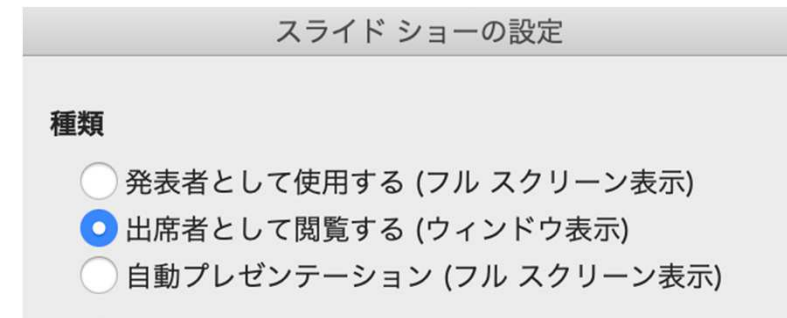 スライド ショーの設定
種類
発表者として使用する (フル スクリーン表示)
出席者として閲覧する (ウィンドウ表示)
自動プレゼンテーション (フル スクリーン表示)